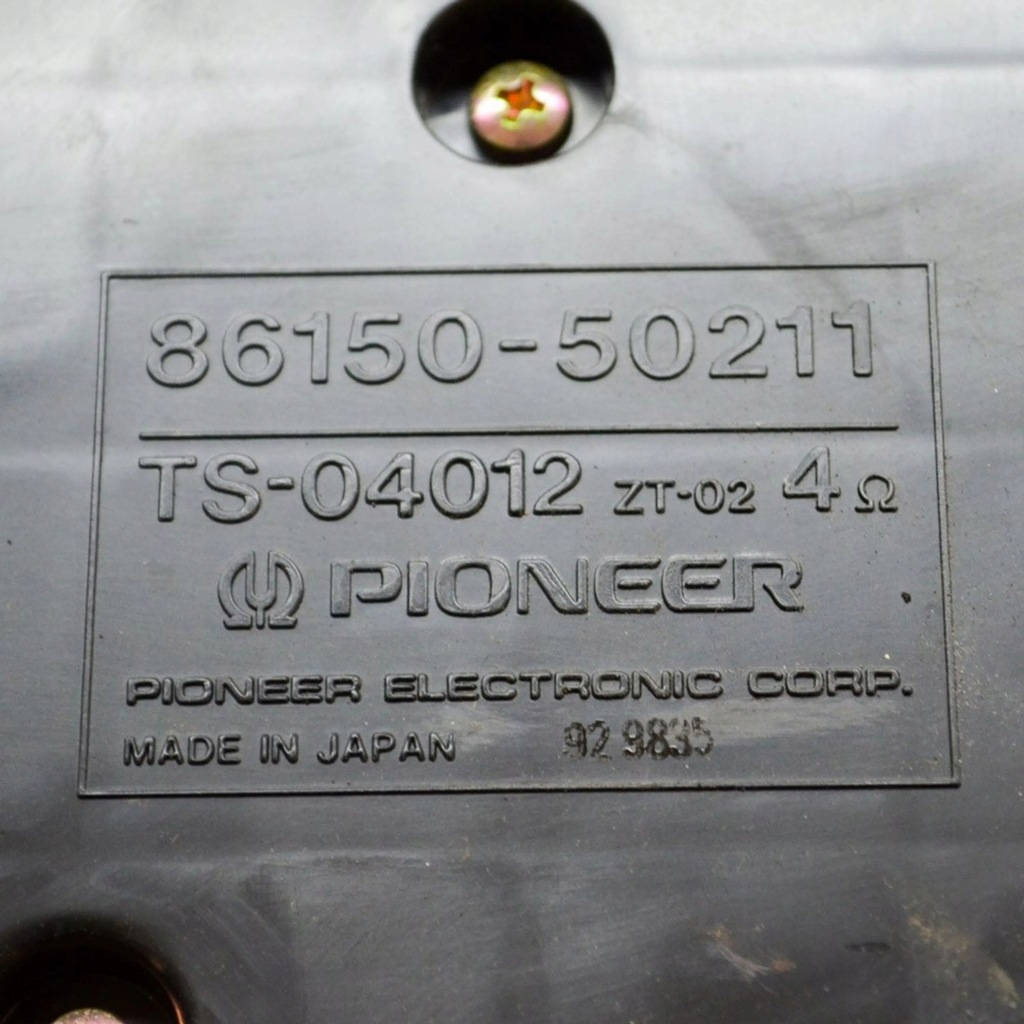 86150-50211
TS-04012 ZT-02 4Ω
PIONEER
PIONEER ELECTRONIC CORP.
MADE IN JAPAN 92 9835